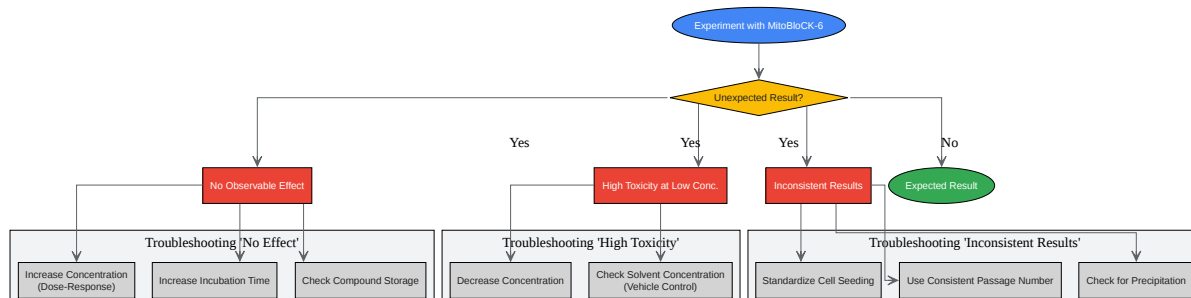 Experiment with MitoBloCK-6
Unexpected Result?
Yes
Yes
Yes
No
No Observable Effect
High Toxicity at Low Conc.
Inconsistent Results
Expected Result
Troubleshooting 'No Effect'
Troubleshooting 'High Toxicity'
Troubleshooting 'Inconsistent Results'
Increase Concentration
(Dose-Response)
Increase Incubation Time
Check Compound Storage
Decrease Concentration
Check Solvent Concentration
(Vehicle Control)
Standardize Cell Seeding
Use Consistent Passage Number
Check for Precipitation